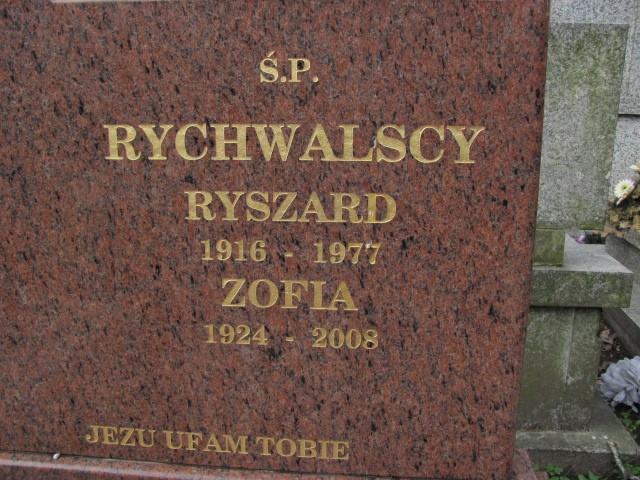 Ś.P.
RYCHWALSCY
RYSZARD
1916 - 1977
ZOFIA
1924 - 2008
JEZU UFAM TOBIE